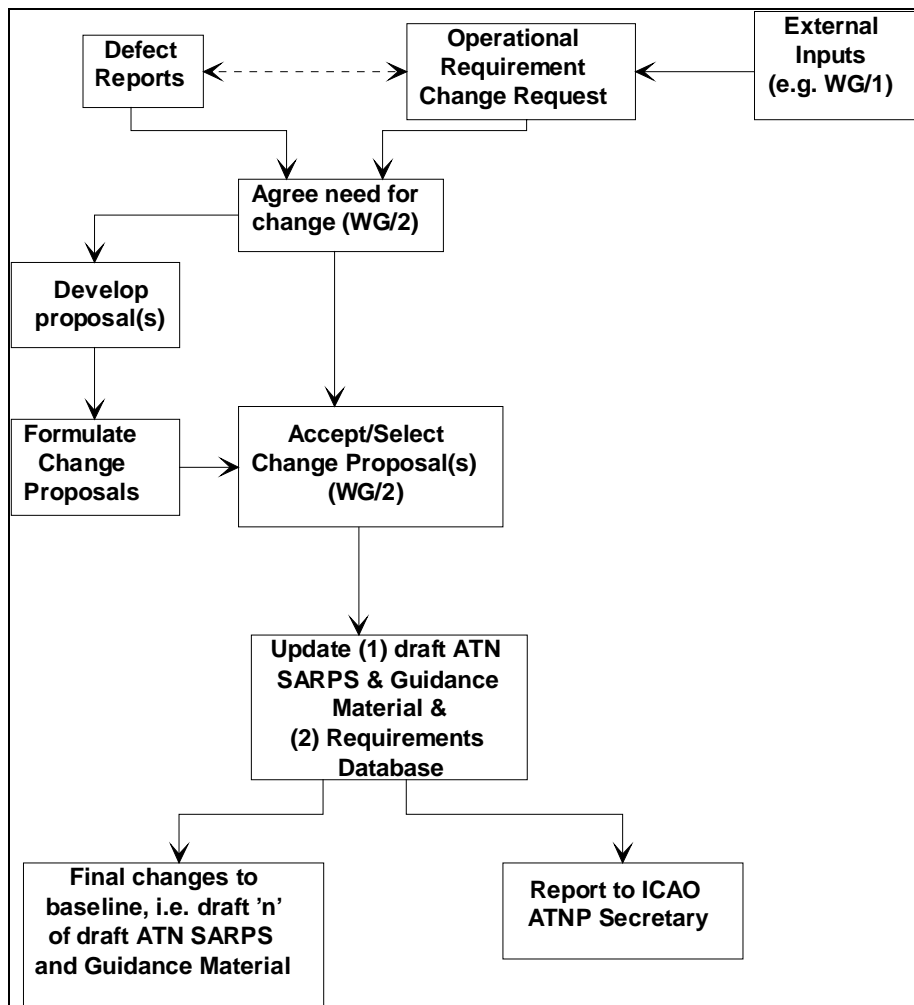 Defect
Reports
Operational
Requirement
Change Request
External
Inputs
(e.g. WG/1)
Agree need for
change (WG/2)
Develop
proposal(s)
Formulate
Change
Proposals
Accept/Select
Change Proposal(s)
(WG/2)
Update (1) draft ATN
SARPS & Guidance
Material &
(2) Requirements
Database
Final changes to
baseline, i.e. draft ’n’
of draft ATN SARPS
and Guidance Material
Report to ICAO
ATNP Secretary